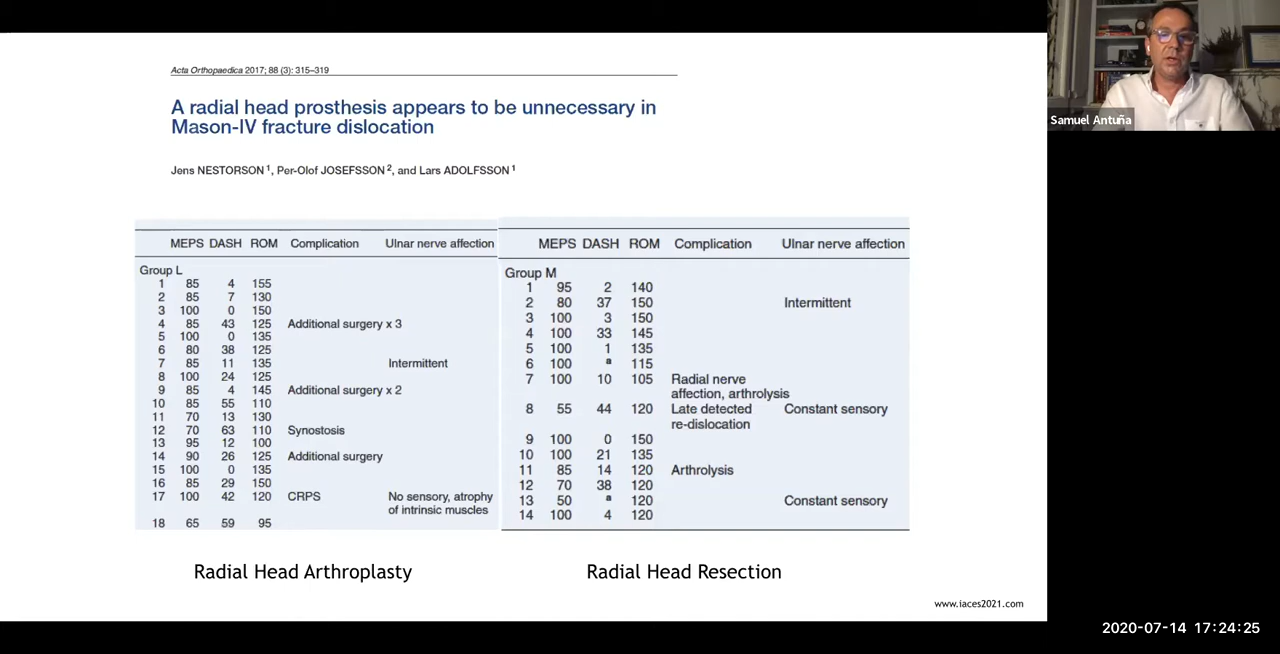 Acta Orthopaedica 2017; 88 (3): 315–319
A radial head prosthesis appears to be unnecessary in
Mason-IV fracture dislocation
Jens NESTORSON 1, Per-Olof JOSEFSSON 2, and Lars ADOLFSSON 1
MEPS DASH ROM Complication Ulnar nerve affection
Group L
1 85 4 155
2 85 7 130
3 100 0 150
4 85 43 125 Additional surgery x 3
5 100 0 135
6 80 38 125
7 85 11 135 Intermittent
8 100 24 125
9 85 4 145 Additional surgery x 2
10 85 55 110
11 70 13 130
12 70 63 110 Synostosis
13 95 12 100
14 90 26 125 Additional surgery
15 100 0 135
16 85 29 150
17 100 42 120 CRPS No sensory, atrophy
of intrinsic muscles
18 65 59 95
MEPS DASH ROM Complication Ulnar nerve affection
Group M
1 95 2 140
2 80 37 150 Intermittent
3 100 3 150
4 100 33 145
5 100 1 135
6 100 a 115
7 100 10 105 Radial nerve
affection, arthrolysis
8 55 44 120 Late detected Constant sensory
re-dislocation
9 100 0 150
10 100 21 135
11 85 14 120 Arthrolysis
12 70 38 120
13 50 a 120 Constant sensory
14 100 4 120
Radial Head Arthroplasty
Radial Head Resection
www.iaces2021.com
Samuel Antuña
2020-07-14 17:24:25